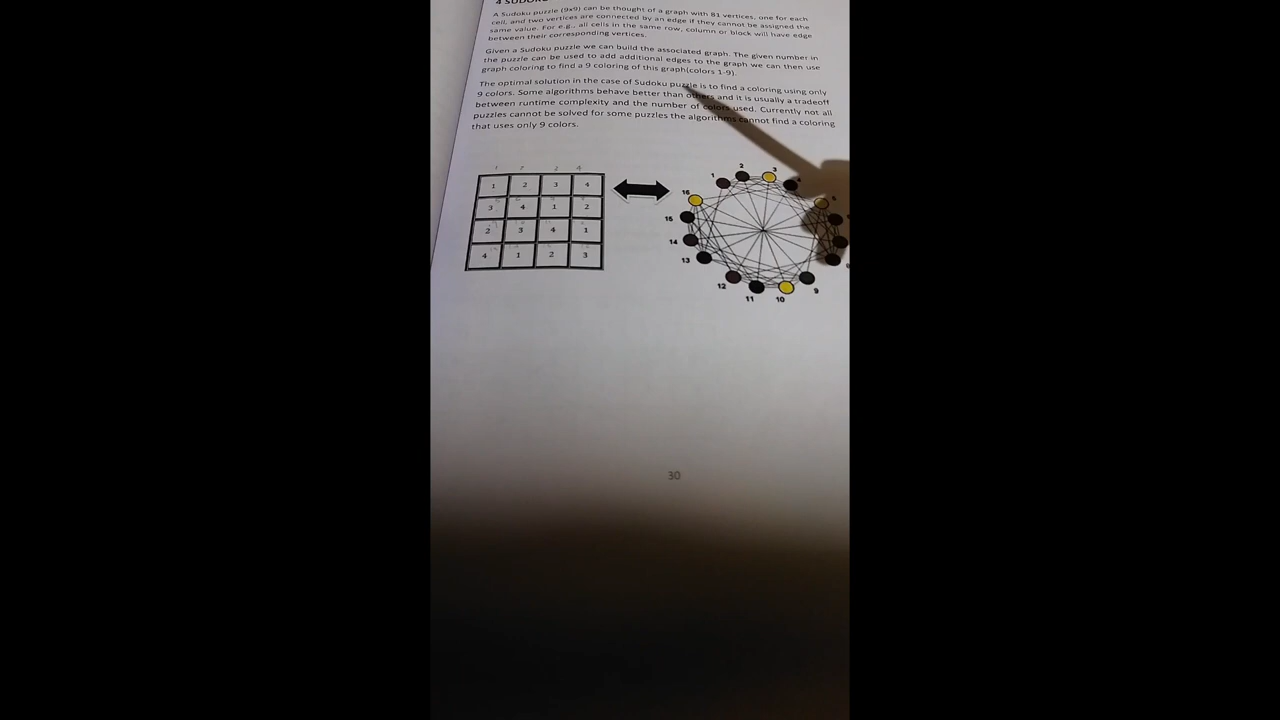 4 SUDOKU
A Sudoku puzzle (9x9) can be thought of a graph with 81 vertices, one for each
cell, and two vertices are connected by an edge if they cannot be assigned the
same value. For e.g., all cells in the same row, column or block will have edge
between their corresponding vertices.
Given a Sudoku puzzle we can build the associated graph. The given number in
the puzzle can be used to add additional edges to the graph we can then use
graph coloring to find a 9 coloring of this graph(colors 1-9).
The optimal solution in the case of Sudoku puzzle is to find a coloring using only
9 colors. Some algorithms behave better than others and it is usually a tradeoff
between runtime complexity and the number of colors used. Currently not all
puzzles cannot be solved for some puzzles the algorithms cannot find a coloring
that uses only 9 colors.
1 2 3 4
1 2 3 4
3 4 1 2
2 3 4 1
4 1 2 3
1 2 3 4
16
15
14
13
12 11 10 9
30